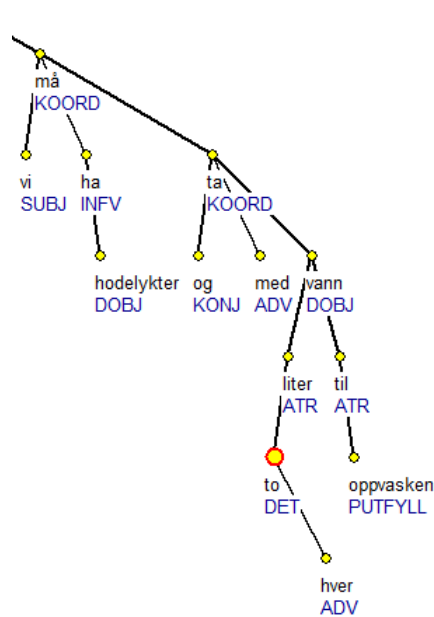 må
KOORD
vi ha
SUBJ INFV
ta
KOORD
hodelykter og med vann
DOBJ KONJ ADV DOBJ
liter til
ATR ATR
to oppvasken
DET PUTFYLL
hver
ADV